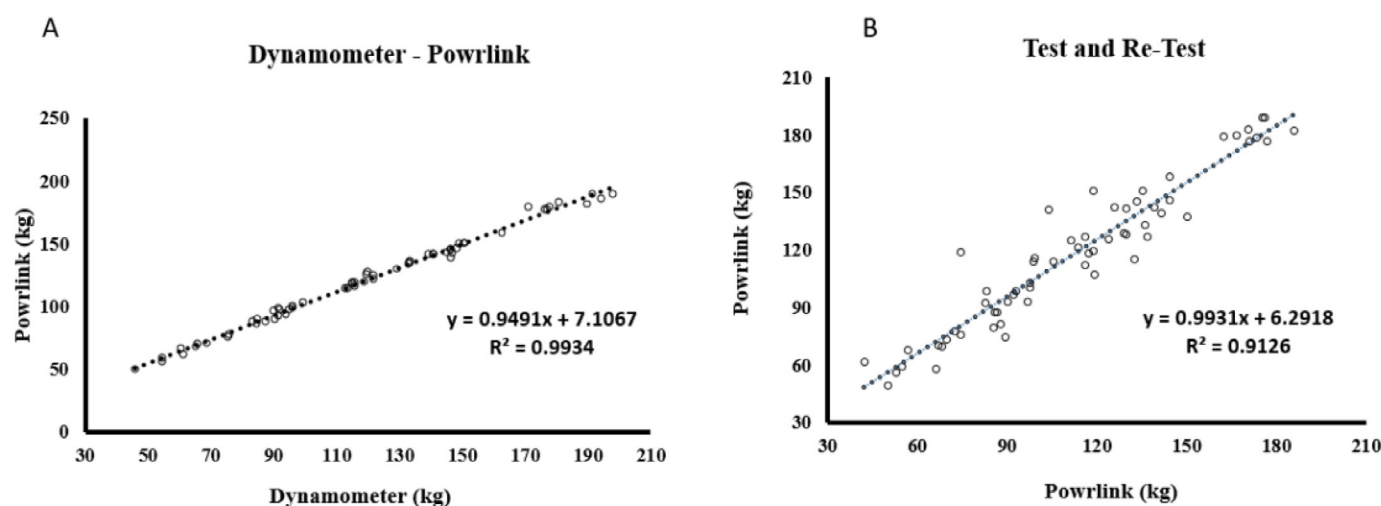 A
Dynamometer - Powrlink
250
200
150
100
50
0
Powrlink (kg)
y = 0.9491x + 7.1067
R² = 0.9934
30 50 70 90 110 130 150 170 190 210
Dynamometer (kg)
B
Test and Re-Test
210
180
150
120
90
60
30
Powrlink (kg)
y = 0.9931x + 6.2918
R² = 0.9126
30 60 90 120 150 180 210
Powrlink (kg)